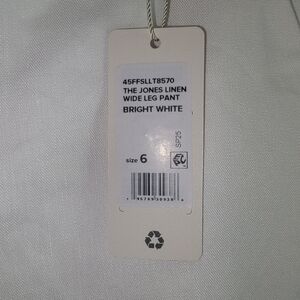 45FFSLLT8570
THE JONES LINEN
WIDE LEG PANT
BRIGHT WHITE
SP25
size 6